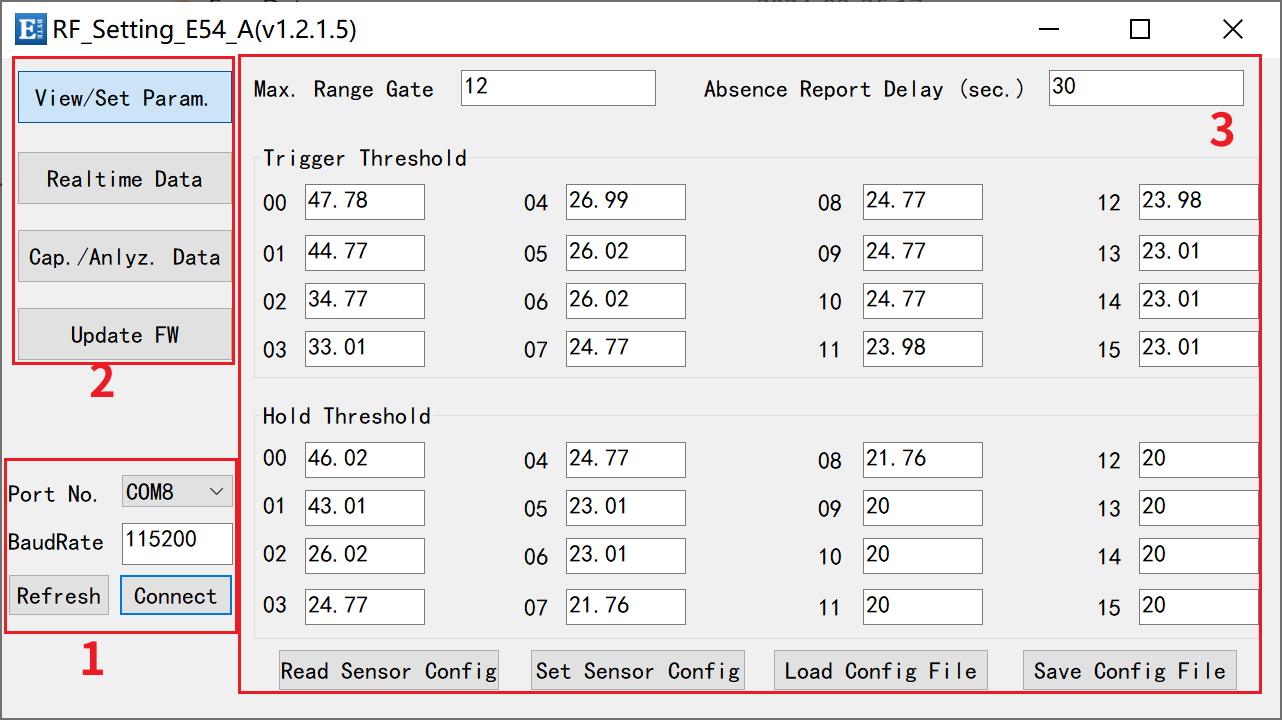 RF_Setting_E54_A(v1.2.1.5)
View/Set Param.
Realtime Data
Cap./Anlyz. Data
Update FW
2
Port No. COM8
BaudRate 115200
Refresh Connect
1
Max. Range Gate 12 Absence Report Delay (sec.) 30
3
Trigger Threshold
00 47.78 04 26.99 08 24.77 12 23.98
01 44.77 05 26.02 09 24.77 13 23.01
02 34.77 06 26.02 10 24.77 14 23.01
03 33.01 07 24.77 11 23.98 15 23.01
Hold Threshold
00 46.02 04 24.77 08 21.76 12 20
01 43.01 05 23.01 09 20 13 20
02 26.02 06 23.01 10 20 14 20
03 24.77 07 21.76 11 20 15 20
Read Sensor Config Set Sensor Config Load Config File Save Config File